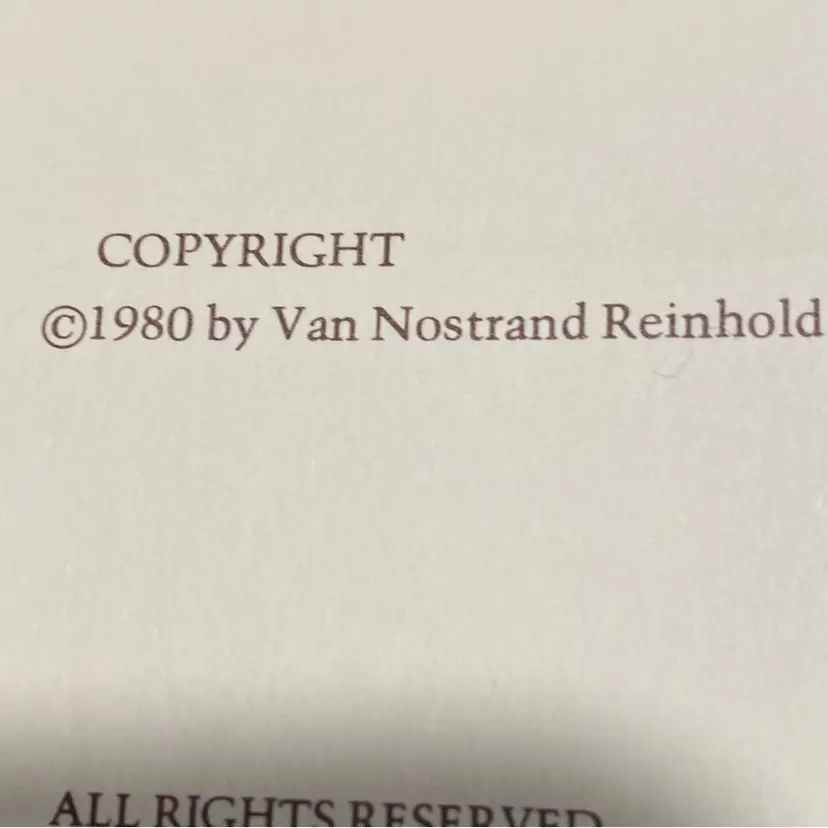 COPYRIGHT
©1980 by Van Nostrand Reinhold
ALL RIGHTS RESERVED